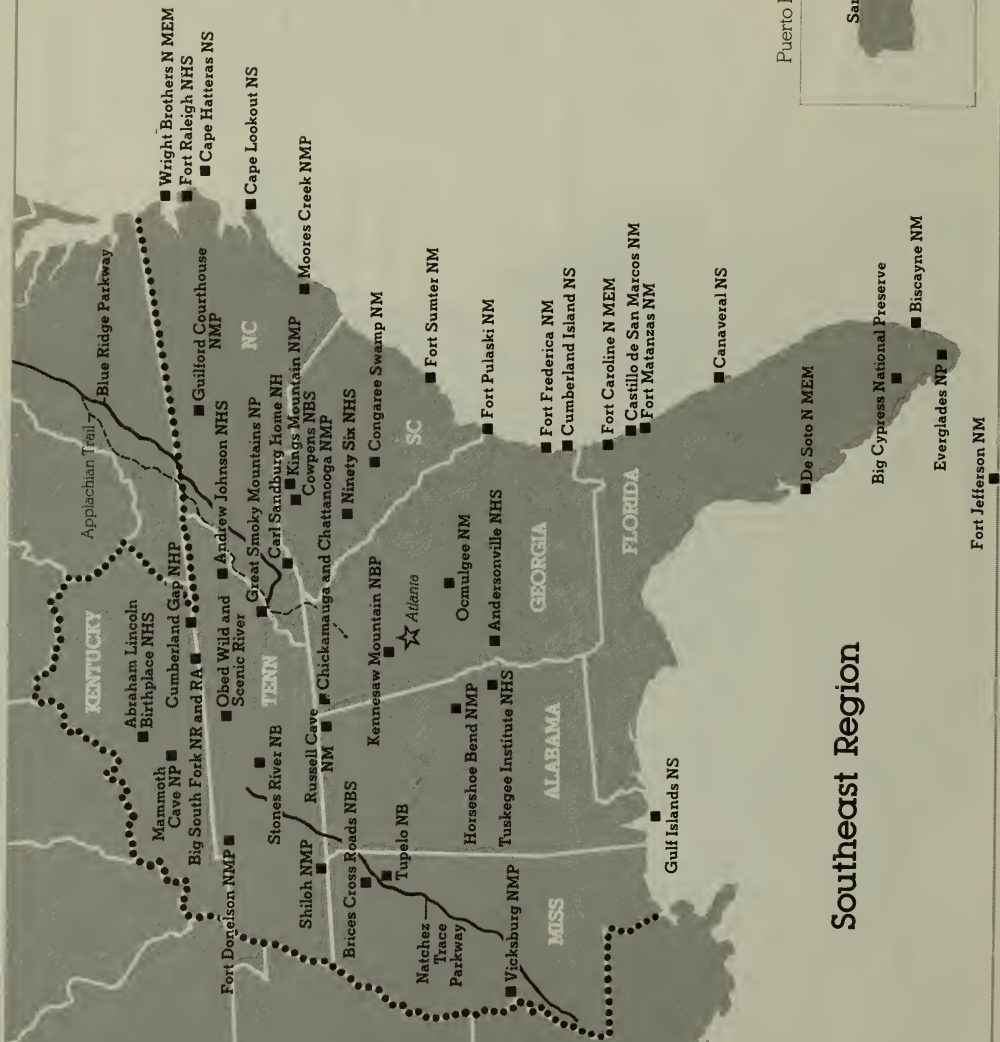 Wright Brothers N MEM
Fort Raleigh NHS
Cape Hatteras NS
Cape Lookout NS
Moores Creek NMP
Blue Ridge Parkway
Applachian Trail
Guilford Courthouse
NMP
NC
Andrew Johnson NHS
Great Smoky Mountains NP
Carl Sandburg Home NH
Kings Mountain NMP
Cowpens NBS
Chickamauga and Chattanooga NMP
Ninety Six NHS
Congaree Swamp NM
SC
Fort Sumter NM
Fort Pulaski NM
Fort Frederica NM
Cumberland Island NS
Fort Caroline N MEM
Castillo de San Marcos NM
Fort Matanzas NM
Canaveral NS
De Soto N MEM
Big Cypress National Preserve
Biscayne NM
Everglades NP
Fort Jefferson NM
KENTUCKY
Abraham Lincoln
Birthplace NHS
Cumberland Gap NHP
Mammoth
Cave NP
Big South Fork NR and RA
Obed Wild and
Scenic River
TENN
Fort Donelson NMP
Stones River NB
Russell Cave
NM
Shiloh NMP
Brices Cross Roads NBS
Tupelo NB
Kennesaw Mountain NBP
Atlanta
Ocmulgee NM
Andersonville NHS
GEORGIA
FLORIDA
Horseshoe Bend NMP
Tuskegee Institute NHS
ALABAMA
Natchez
Trace
Parkway
Vicksburg NMP
MISS
Gulf Islands NS
Southeast Region
Puerto
San